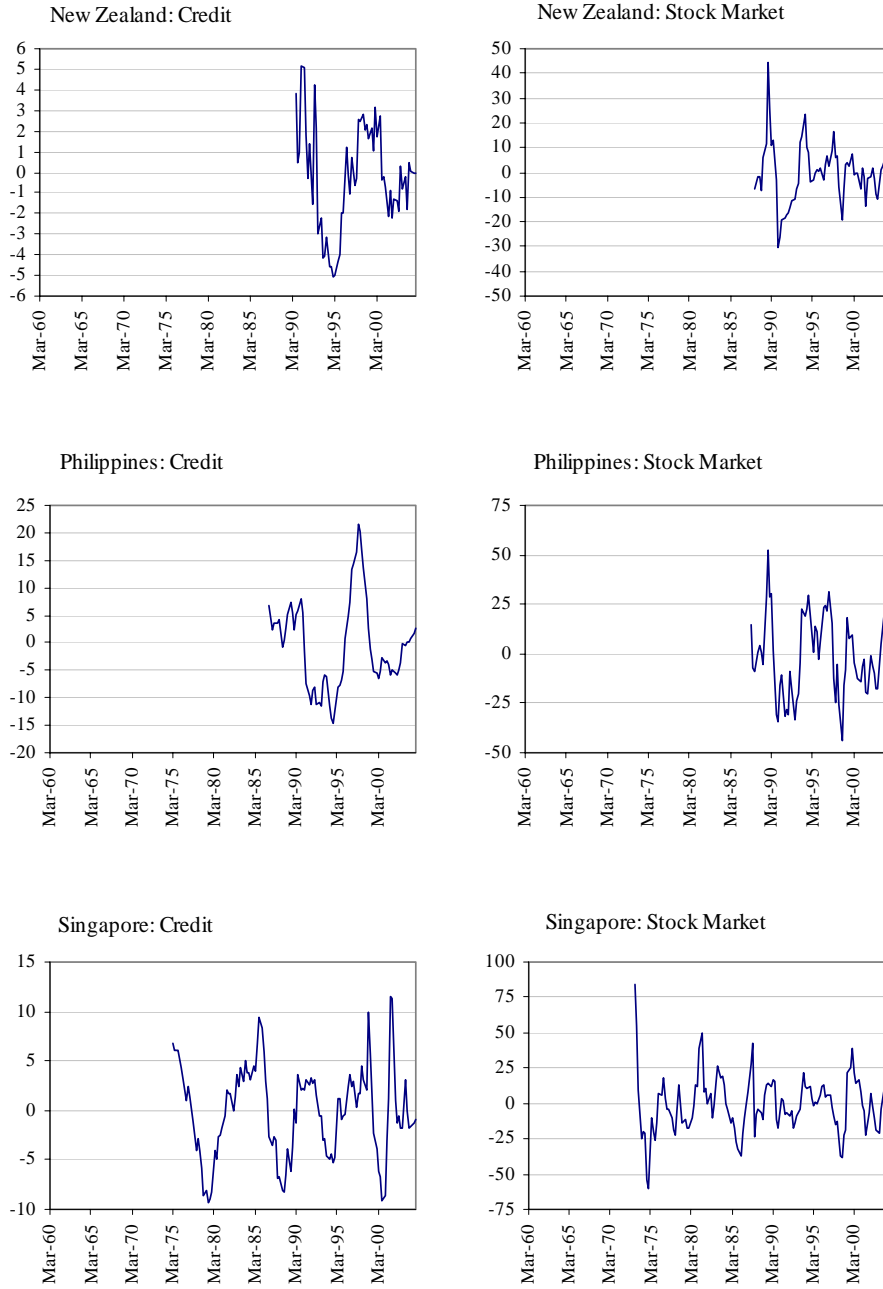 New Zealand: Credit
6
5
4
3
2
1
0
-1
-2
-3
-4
-5
-6
Mar-60
Mar-65
Mar-70
Mar-75
Mar-80
Mar-85
Mar-90
Mar-95
Mar-00
New Zealand: Stock Market
50
40
30
20
10
0
-10
-20
-30
-40
-50
Mar-60
Mar-65
Mar-70
Mar-75
Mar-80
Mar-85
Mar-90
Mar-95
Mar-00
Philippines: Credit
25
20
15
10
5
0
-5
-10
-15
-20
Mar-60
Mar-65
Mar-70
Mar-75
Mar-80
Mar-85
Mar-90
Mar-95
Mar-00
Philippines: Stock Market
75
50
25
0
-25
-50
Mar-60
Mar-65
Mar-70
Mar-75
Mar-80
Mar-85
Mar-90
Mar-95
Mar-00
Singapore: Credit
15
10
5
0
-5
-10
Mar-60
Mar-65
Mar-70
Mar-75
Mar-80
Mar-85
Mar-90
Mar-95
Mar-00
Singapore: Stock Market
100
75
50
25
0
-25
-50
-75
Mar-60
Mar-65
Mar-70
Mar-75
Mar-80
Mar-85
Mar-90
Mar-95
Mar-00